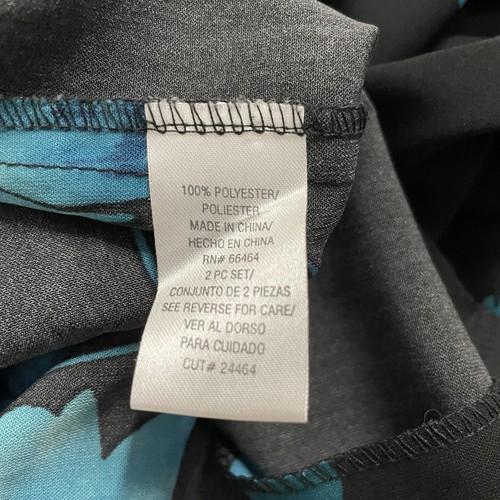 100% POLYESTER/
POLIESTER
MADE IN CHINA/
HECHO EN CHINA
RN# 66464
2 PC SET/
CONJUNTO DE 2 PIEZAS
SEE REVERSE FOR CARE/
VER AL DORSO
PARA CUIDADO
CUT# 24464